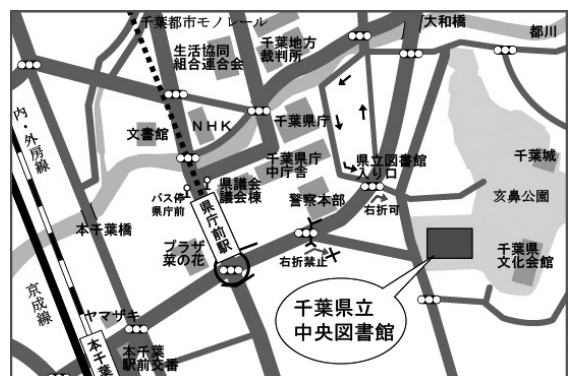 千葉都市モノレール
大和橋
都川
生活協同
組合連合会
千葉地方
裁判所
内・外房線
文書館
NHK
千葉県庁
千葉県庁
中庁舎
県立図書館
入り口
千葉城
亥鼻公園
バス停
県庁前
県議会
議会棟
県庁前駅
警察本部
右折可
本千葉橋
プラザ
菜の花
右折禁止
千葉県
文化会館
京成線
ヤマザキ
千葉県立
中央図書館
本千葉
本千葉
駅前交番